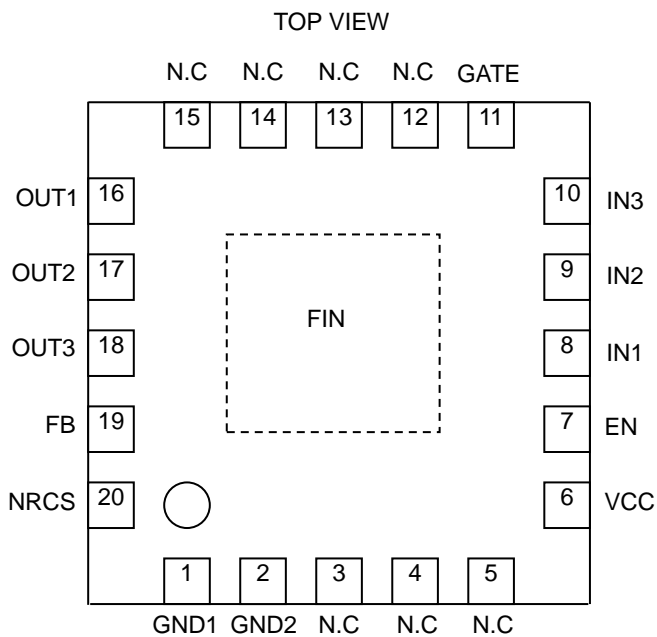 TOP VIEW
N.C N.C N.C N.C GATE
15 14 13 12 11
OUT1 16 10 IN3
OUT2 17 9 IN2
FIN
OUT3 18 8 IN1
FB 19 7 EN
NRCS 20 6 VCC
1 2 3 4 5
GND1 GND2 N.C N.C N.C